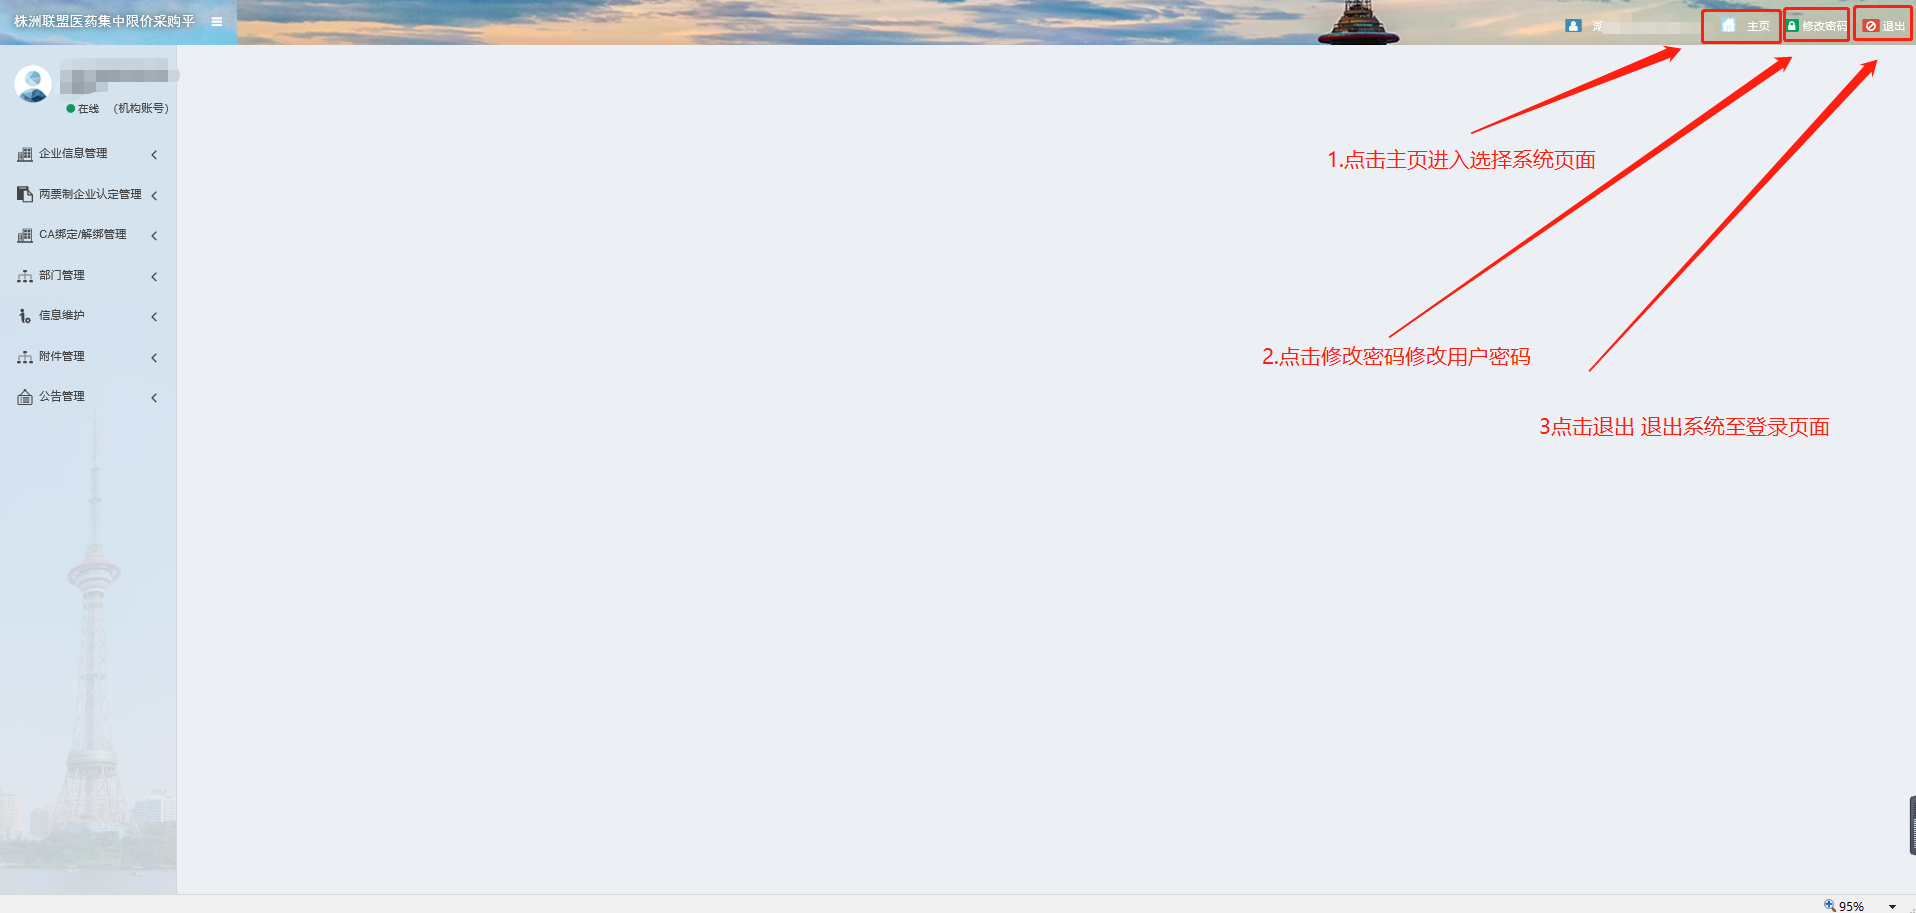 株洲联盟医药集中限价采购平
湖
主页
修改密码
退出
在线 (机构账号)
企业信息管理
两票制企业认定管理
CA绑定/解绑管理
部门管理
信息维护
附件管理
公告管理
1.点击主页进入选择系统页面
2.点击修改密码修改用户密码
3点击退出 退出系统至登录页面
95%